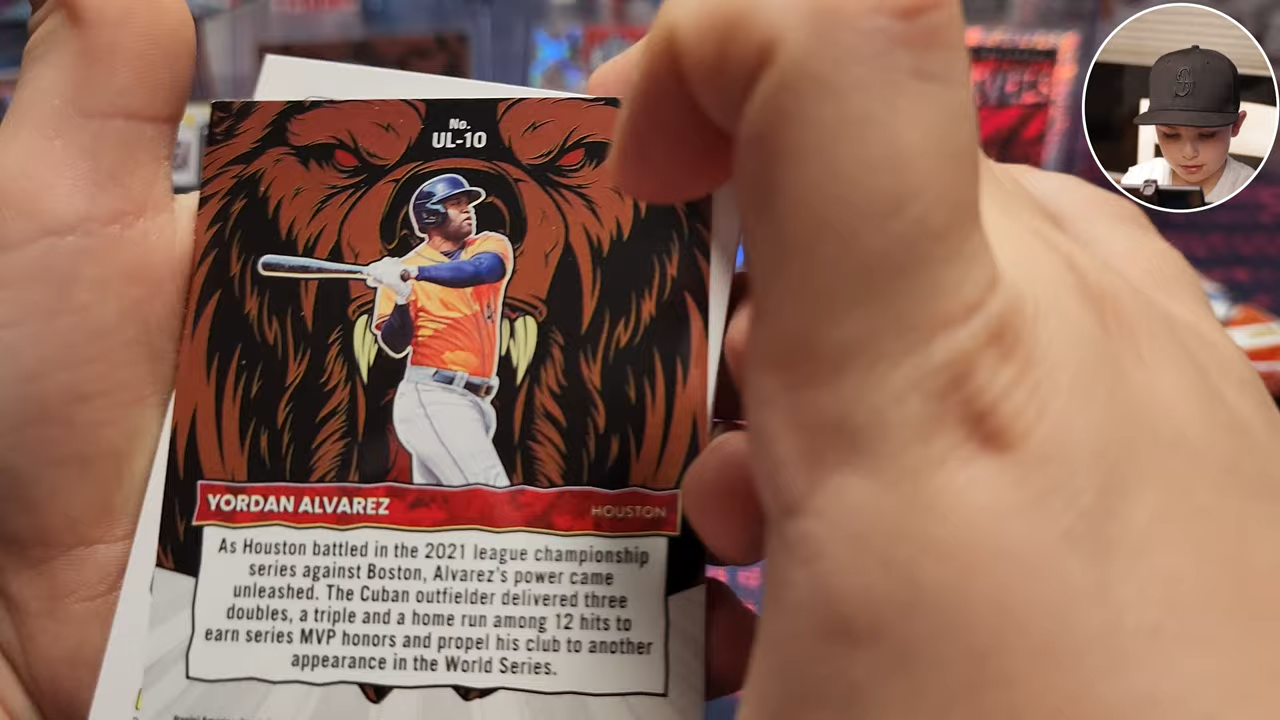 No.
UL-10
YORDAN ALVAREZ
HOUSTON
As Houston battled in the 2021 league championship
series against Boston, Alvarez's power came
unleashed. The Cuban outfielder delivered three
doubles, a triple and a home run among 12 hits to
earn series MVP honors and propel his club to another
appearance in the World Series.